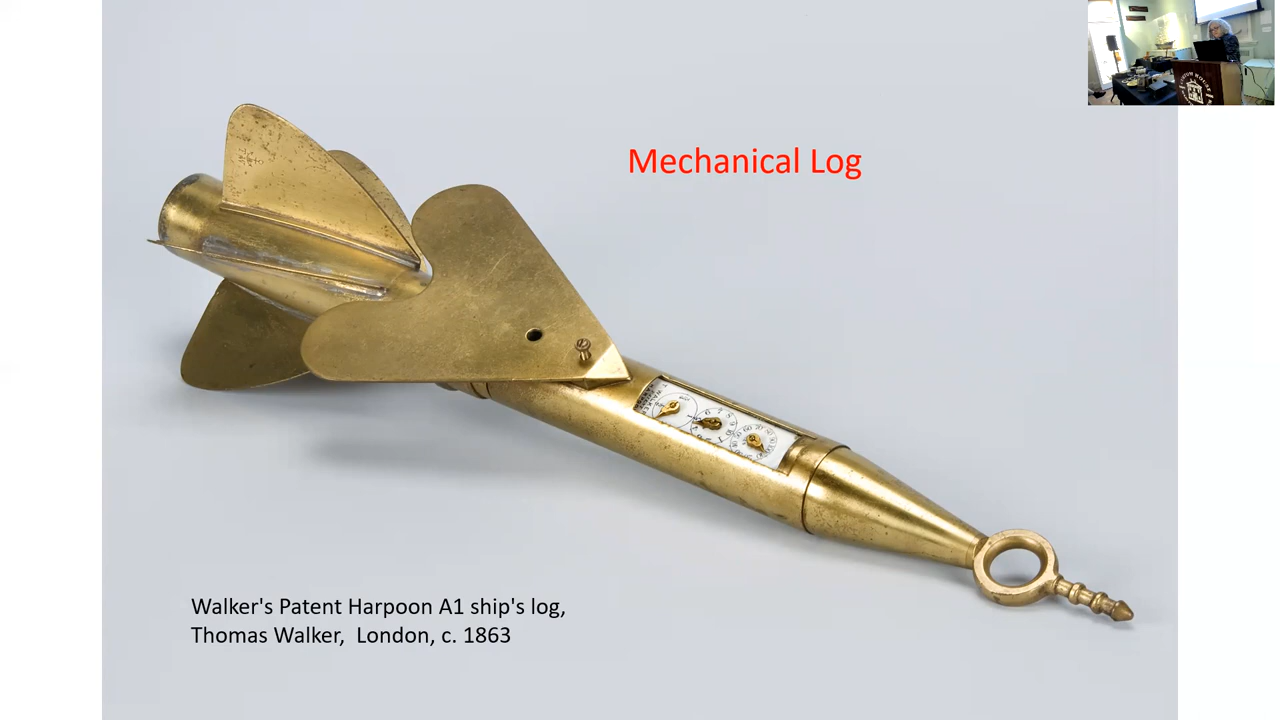 Mechanical Log
Walker's Patent Harpoon A1 ship's log,
Thomas Walker, London, c. 1863